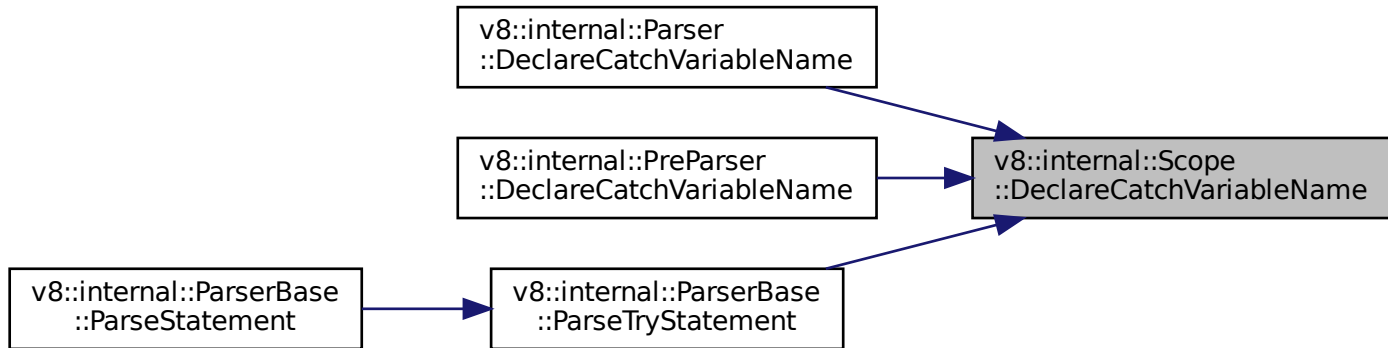 v8::internal::Parser
::DeclareCatchVariableName
v8::internal::PreParser
::DeclareCatchVariableName
v8::internal::Scope
::DeclareCatchVariableName
v8::internal::ParserBase
::ParseStatement
v8::internal::ParserBase
::ParseTryStatement